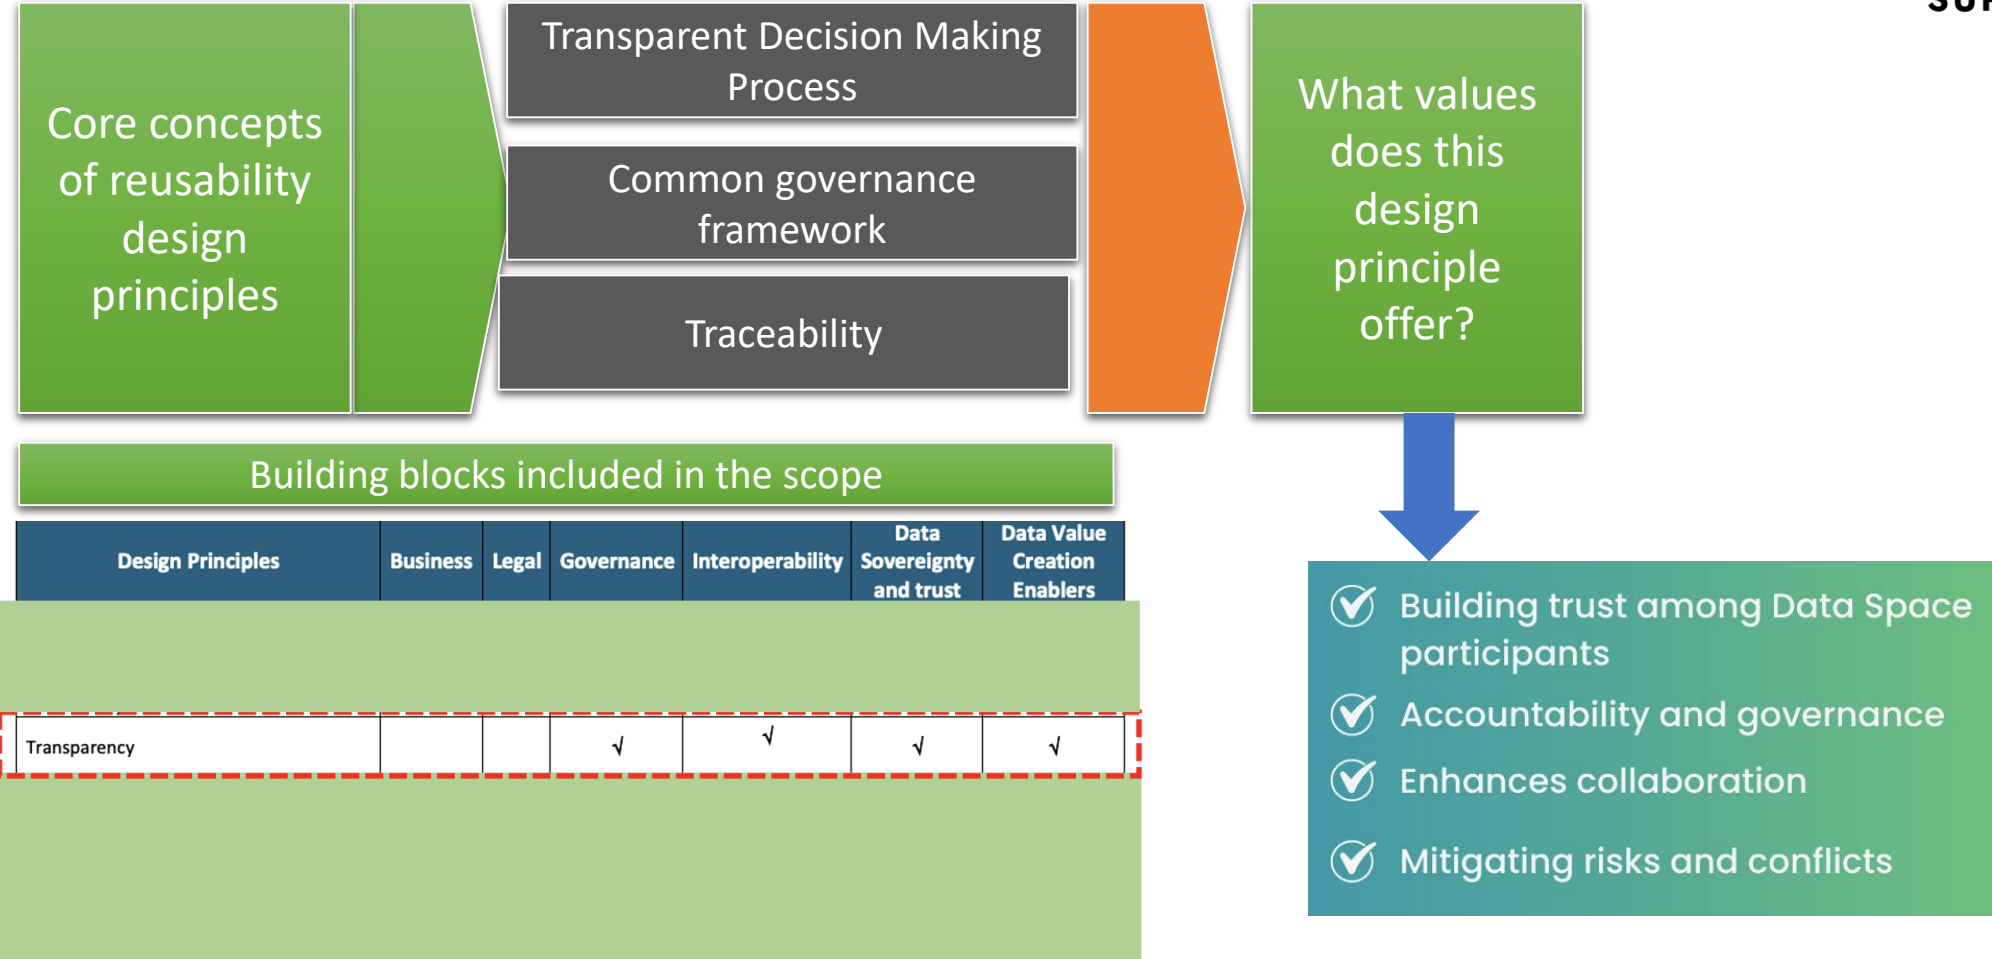 Core concepts
of reusability
design
principles
Transparent Decision Making
Process
Common governance
framework
Traceability
What values
does this
design
principle
offer?
Building blocks included in the scope
Design Principles
Business
Legal
Governance
Interoperability
Data
Sovereignty
and trust
Data Value
Creation
Enablers
Transparency
√
√
√
√
Building trust among Data Space
participants
Accountability and governance
Enhances collaboration
Mitigating risks and conflicts